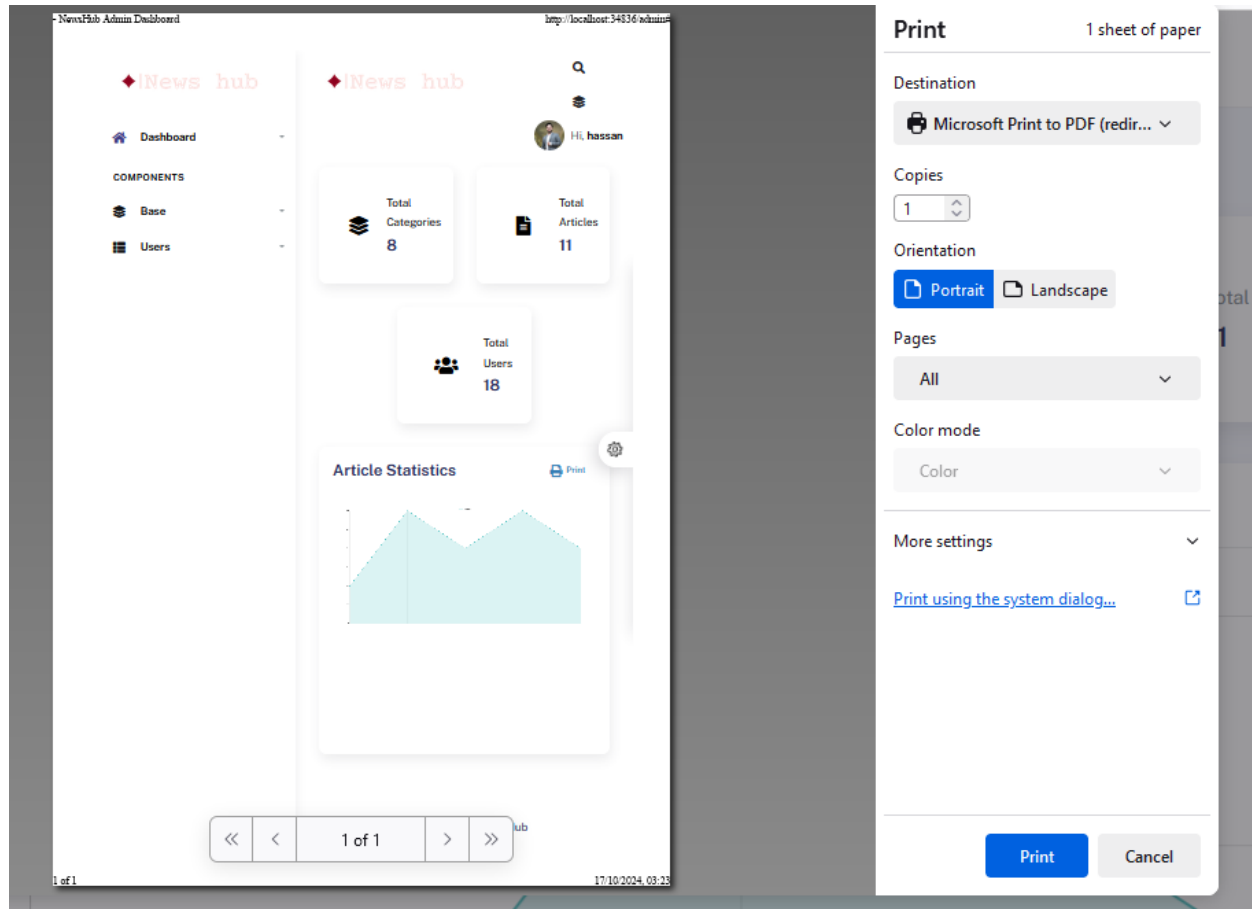 - NewsHub Admin Dashboard
http://localhost:34836/admin#
News hub
Dashboard
COMPONENTS
Base
Users
News hub
Hi, hassan
Total
Categories
8
Total
Articles
11
Total
Users
18
Article Statistics
Print
ub
1 of 1
1 of 1
17/10/2024, 03:23
Print
1 sheet of paper
Destination
Microsoft Print to PDF (redir...
Copies
1
Orientation
Portrait
Landscape
Pages
All
Color mode
Color
More settings
Print using the system dialog...
Print
Cancel
otal
1